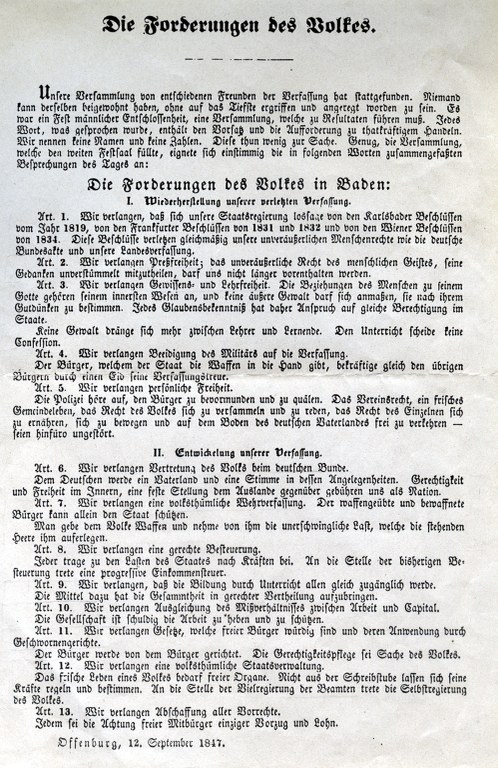 Die Forderungen des Volkes.
Unsere Versammlung von entschiedenen Freunden der Verfassung hat stattgefunden. Niemand
kann derselben beigewohnt haben, ohne auf das Tiefste ergriffen und angeregt worden zu sein. Es
war ein Fest männlicher Entschlossenheit, eine Versammlung, welche zu Resultaten führen muß. Jedes
Wort, was gesprochen wurde, enthält den Vorsatz und die Aufforderung zu thatkräftigem Handeln.
Wir nennen keine Namen und keine Zahlen. Diese thun wenig zur Sache. Genug, die Versammlung,
welche den weiten Festsaal füllte, eignete sich einstimmig die in folgenden Worten zusammengefaßten
Besprechungen des Tages an:
Die Forderungen des Volkes in Baden:
I. Wiederherstellung unserer verletzten Verfassung.
Art. 1. Wir verlangen, daß sich unsere Staatsregierung lossage von den Karlsbader Beschlüssen
vom Jahr 1819, von den Frankfurter Beschlüssen von 1831 und 1832 und von den Wiener Beschlüssen
von 1834. Diese Beschlüsse verletzen gleichmäßig unsere unveräußerlichen Menschenrechte wie die deutsche
Bundesakte und unsere Landesverfassung.
Art. 2. Wir verlangen Preßfreiheit; das unveräußerliche Recht des menschlichen Geistes, seine
Gedanken unverstümmelt mitzutheilen, darf uns nicht länger vorenthalten werden.
Art. 3. Wir verlangen Gewissens- und Lehrfreiheit. Die Beziehungen des Menschen zu seinem
Gotte gehören seinem innersten Wesen an, und keine äußere Gewalt darf sich anmaßen, sie nach ihrem
Gutdünken zu bestimmen. Jedes Glaubensbekenntniß hat daher Anspruch auf gleiche Berechtigung im
Staate.
Keine Gewalt dränge sich mehr zwischen Lehrer und Lernende. Den Unterricht scheide keine
Confession.
Art. 4. Wir verlangen Beeidigung des Militärs auf die Verfassung.
Der Bürger, welchem der Staat die Waffen in die Hand gibt, bekräftige gleich den übrigen
Bürgern durch einen Eid seine Verfassungstreue.
Art. 5. Wir verlangen persönliche Freiheit.
Die Polizei höre auf, den Bürger zu bevormunden und zu quälen. Das Vereinsrecht, ein frisches
Gemeindeleben, das Recht des Volkes sich zu versammeln und zu reden, das Recht des Einzelnen sich
zu ernähren, sich zu bewegen und auf dem Boden des deutschen Vaterlandes frei zu verkehren —
seien hinfüro ungestört.
II. Entwickelung unserer Verfassung.
Art. 6. Wir verlangen Vertretung des Volks beim deutschen Bunde.
Dem Deutschen werde ein Vaterland und eine Stimme in dessen Angelegenheiten. Gerechtigkeit
und Freiheit im Innern, eine feste Stellung dem Auslande gegenüber gebühren uns als Nation.
Art. 7. Wir verlangen eine volksthümliche Wehrverfassung. Der waffengeübte und bewaffnete
Bürger kann allein den Staat schützen.
Man gebe dem Volke Waffen und nehme von ihm die unerschwingliche Last, welche die stehenden
Heere ihm auferlegen.
Art. 8. Wir verlangen eine gerechte Besteuerung.
Jeder trage zu den Lasten des Staates nach Kräften bei. An die Stelle der bisherigen Be-
steuerung trete eine progressive Einkommensteuer.
Art. 9. Wir verlangen, daß die Bildung durch Unterricht allen gleich zugänglich werde.
Die Mittel dazu hat die Gesammtheit in gerechter Vertheilung aufzubringen.
Art. 10. Wir verlangen Ausgleichung des Mißverhältnisses zwischen Arbeit und Capital.
Die Gesellschaft ist schuldig die Arbeit zu heben und zu schützen.
Art. 11. Wir verlangen Gesetze, welche freier Bürger würdig sind und deren Anwendung durch
Geschwornengerichte.
Der Bürger werde von dem Bürger gerichtet. Die Gerechtigkeitspflege sei Sache des Volkes.
Art. 12. Wir verlangen eine volksthümliche Staatsverwaltung.
Das frische Leben eines Volkes bedarf freier Organe. Nicht aus der Schreibstube lassen sich seine
Kräfte regeln und bestimmen. An die Stelle der Vielregierung der Beamten trete die Selbstregierung
des Volkes.
Art. 13. Wir verlangen Abschaffung aller Vorrechte.
Jedem sei die Achtung freier Mitbürger einziger Vorzug und Lohn.
Offenburg, 12. September 1847.